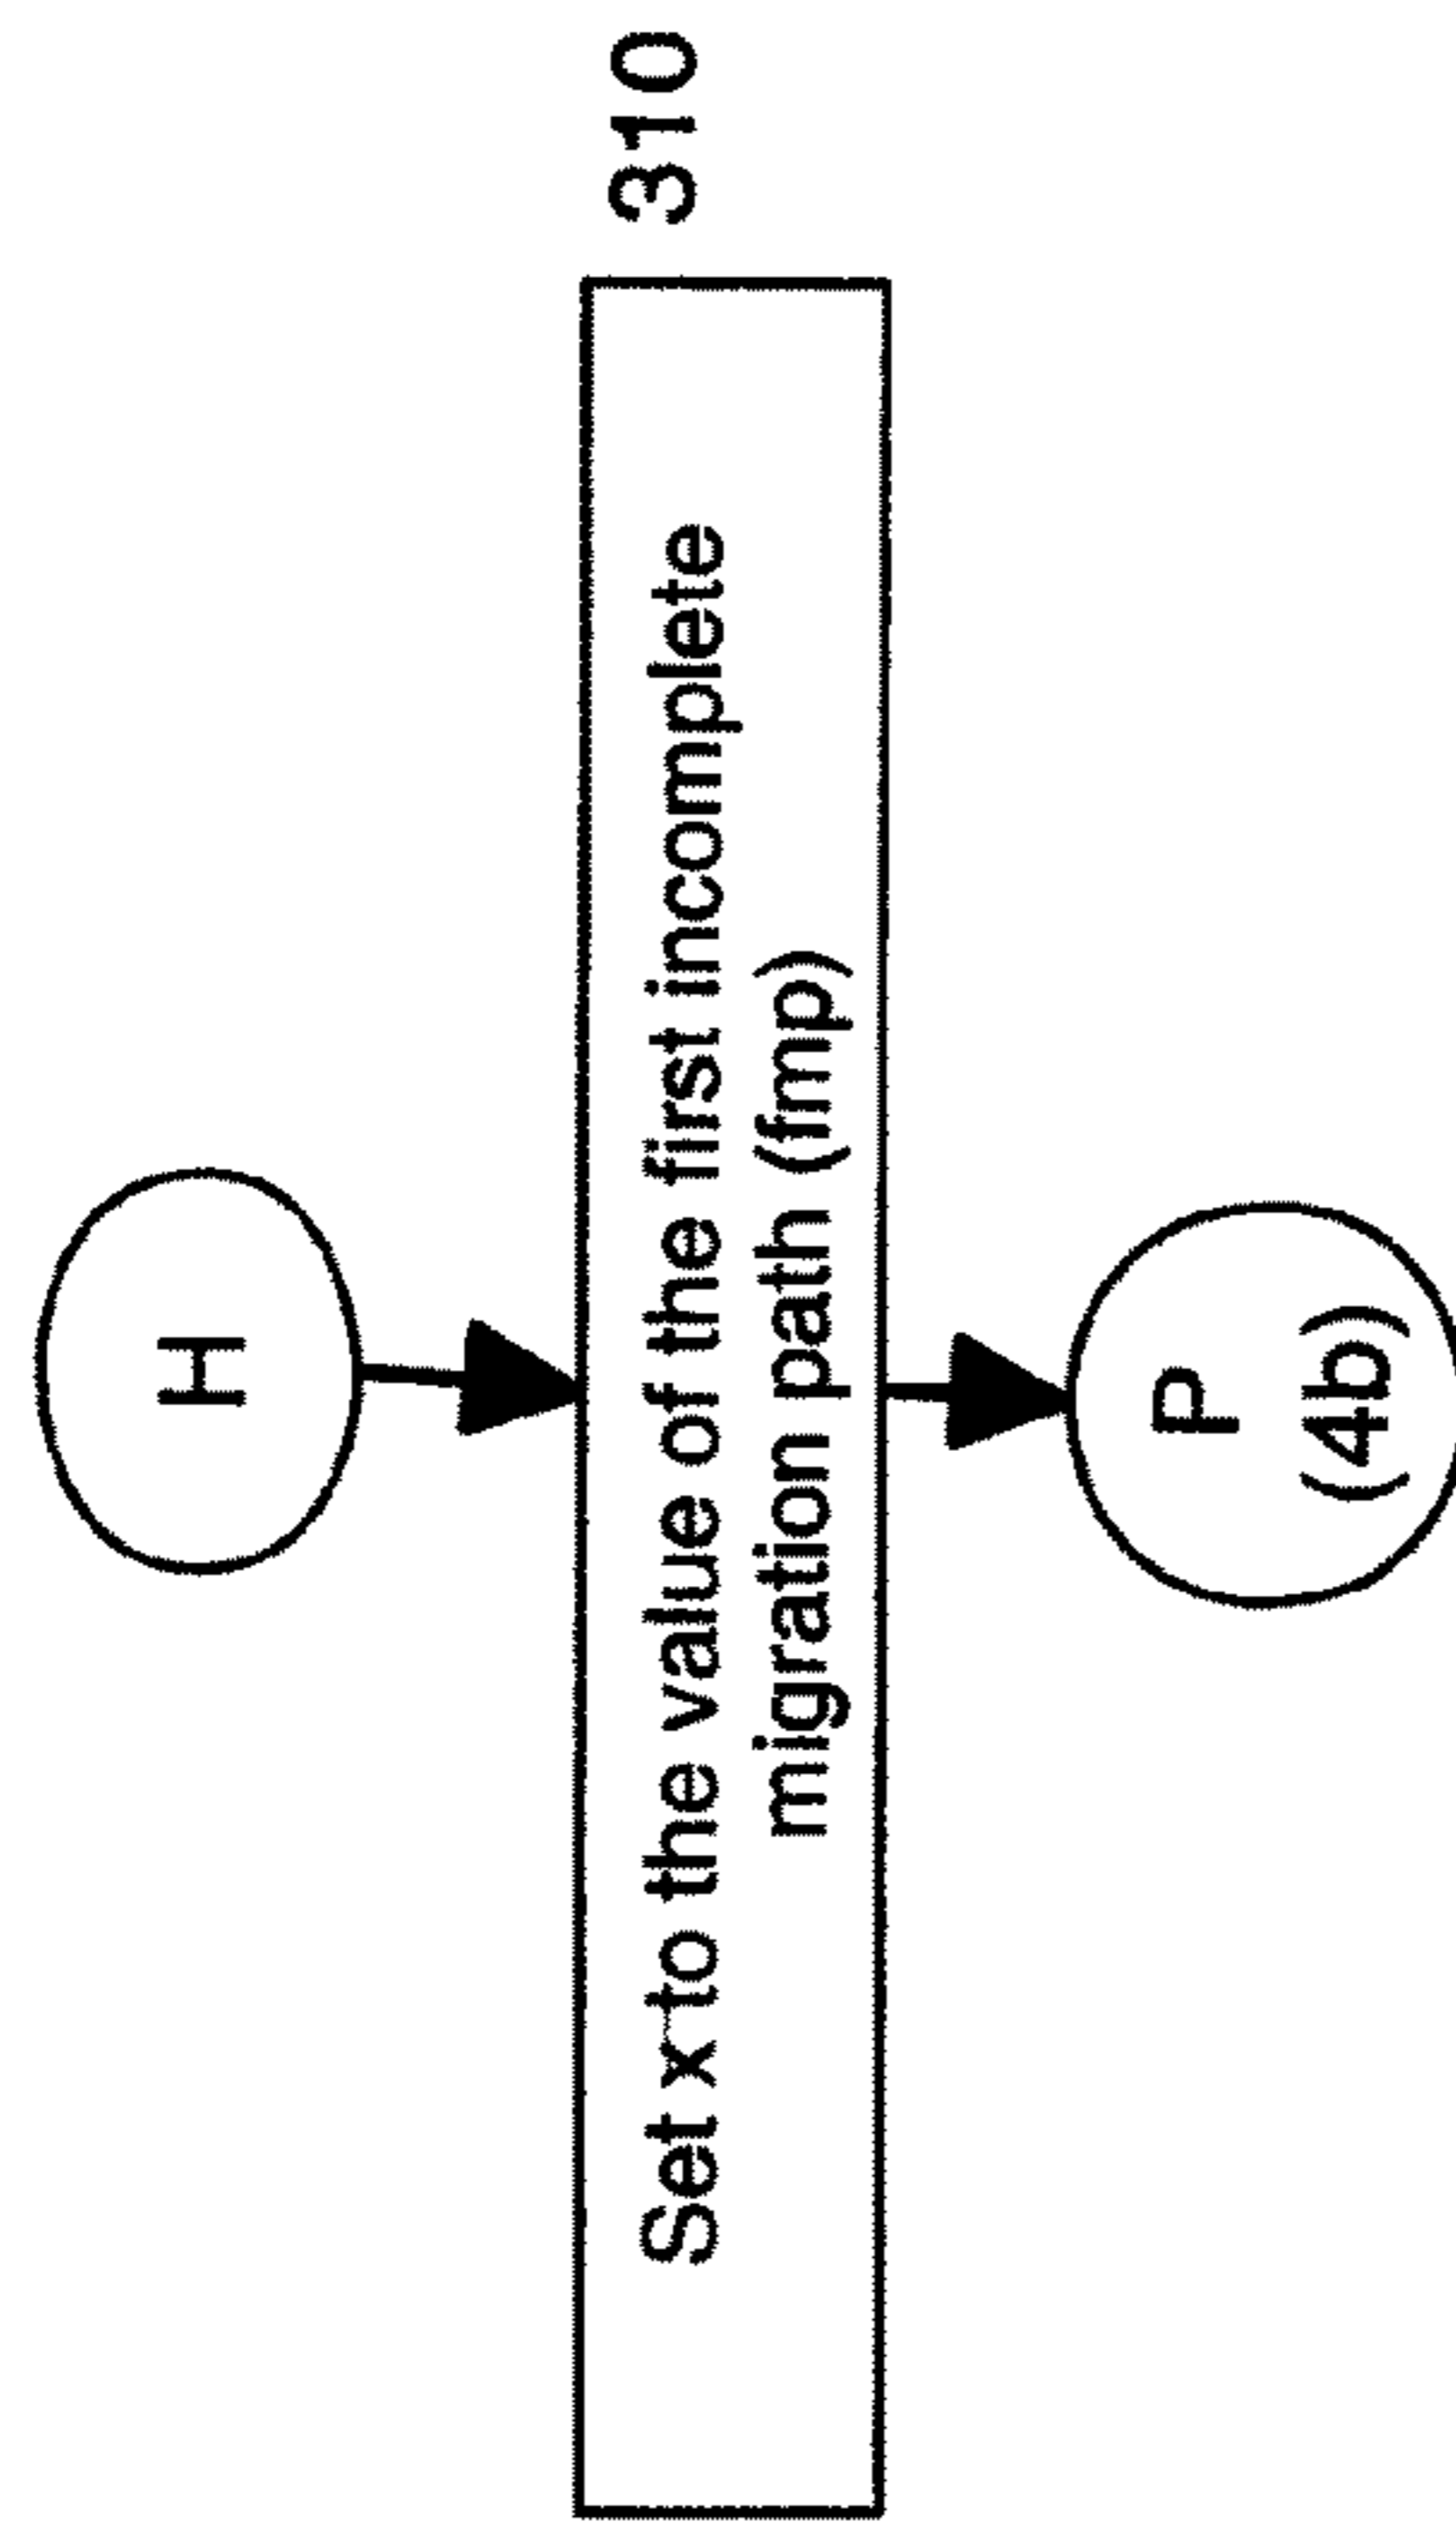 H
310
Set x to the value of the first incomplete
migration path (fmp)
P
(4b)